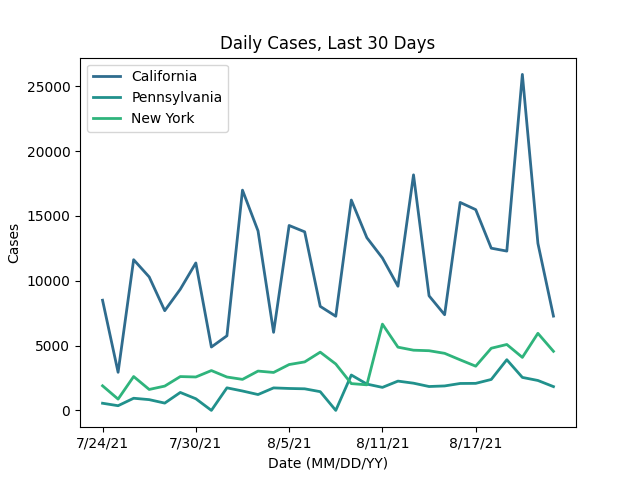 Daily Cases, Last 30 Days
California
Pennsylvania
New York
25000
20000
15000
10000
5000
0
Cases
7/24/21 7/30/21 8/5/21 8/11/21 8/17/21
Date (MM/DD/YY)